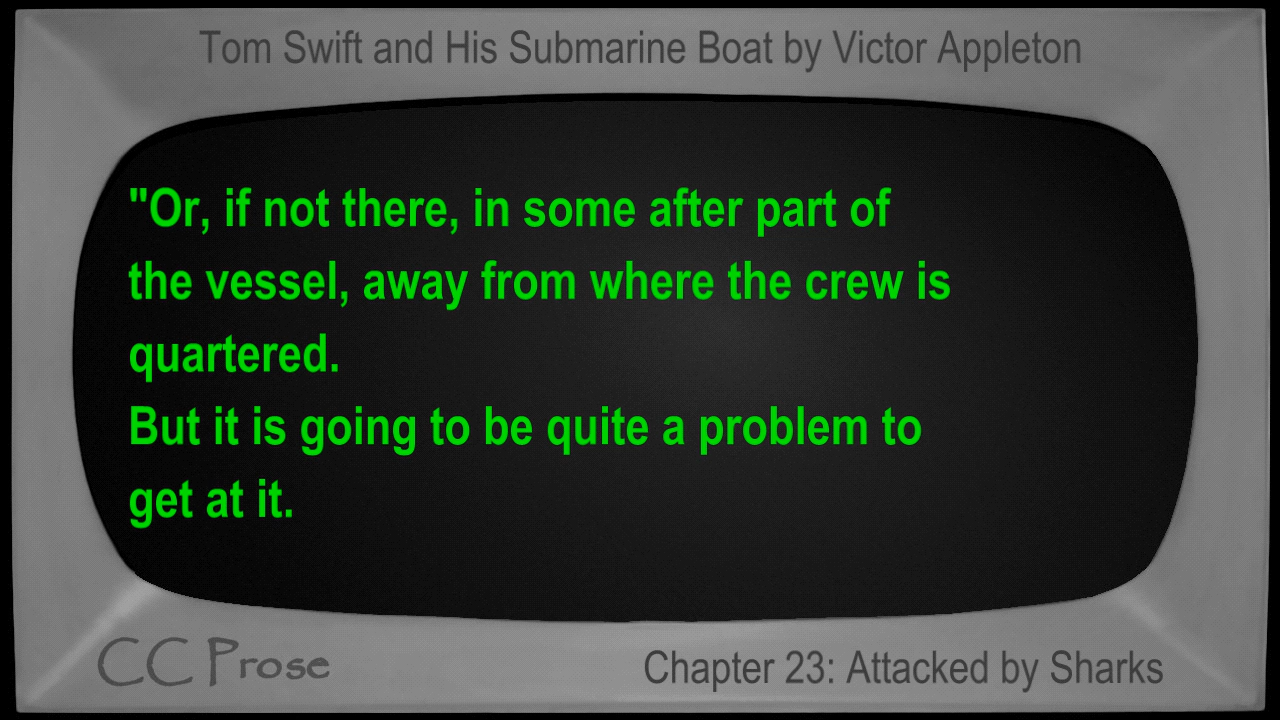 Tom Swift and His Submarine Boat by Victor Appleton
"Or, if not there, in some after part of
the vessel, away from where the crew is
quartered.
But it is going to be quite a problem to
get at it.
CC Prose
Chapter 23: Attacked by Sharks